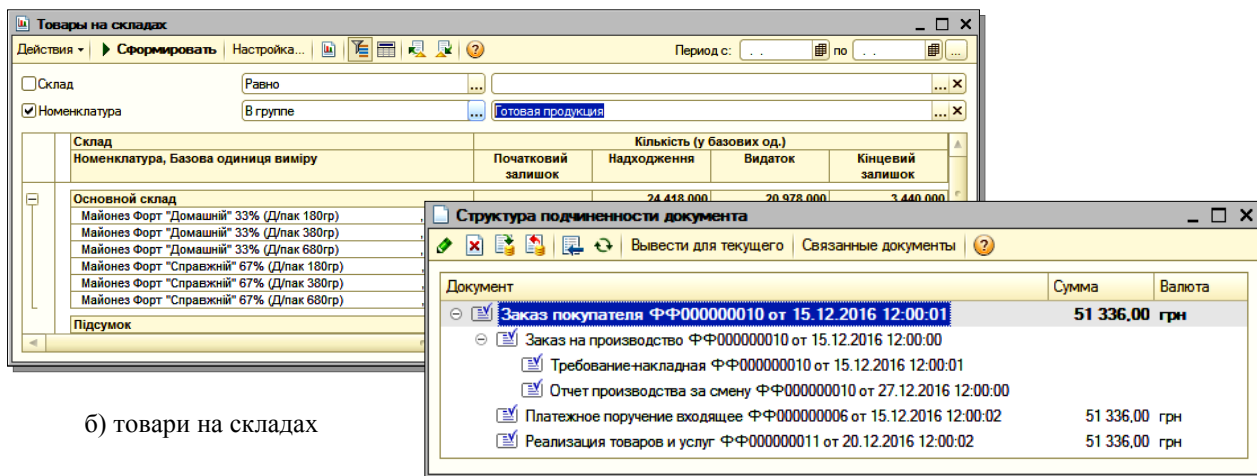 Товары на складах
Действия Сформировать Настройка... Период с: . . по . . ...
Склад Равно ... ...
Номенклатура В группе ... Готовая продукция ...
Склад Кількість (у базових од.)
Номенклатура, Базова одиниця виміру Початковий залишок Надходження Видаток Кінцевий залишок
Основной склад 24 418,000 20 978,000 3 440,000
Майонез Форт "Домашній" 33% (Д/пак 180гр)
Майонез Форт "Домашній" 33% (Д/пак 380гр)
Майонез Форт "Домашній" 33% (Д/пак 680гр)
Майонез Форт "Справжній" 67% (Д/пак 180гр)
Майонез Форт "Справжній" 67% (Д/пак 380гр)
Майонез Форт "Справжній" 67% (Д/пак 680гр)
Підсумок
Структура подчиненности документа
Вывести для текущего Связанные документы
Документ Сумма Валюта
Заказ покупателя ФФ000000010 от 15.12.2016 12:00:01 51 336,00 грн
Заказ на производство ФФ000000010 от 15.12.2016 12:00:00
Требование-накладная ФФ000000010 от 15.12.2016 12:00:01
Отчет производства за смену ФФ000000010 от 27.12.2016 12:00:00
Платежное поручение входящее ФФ000000006 от 15.12.2016 12:00:02 51 336,00 грн
Реализация товаров и услуг ФФ000000011 от 20.12.2016 12:00:02 51 336,00 грн
б) товари на складах